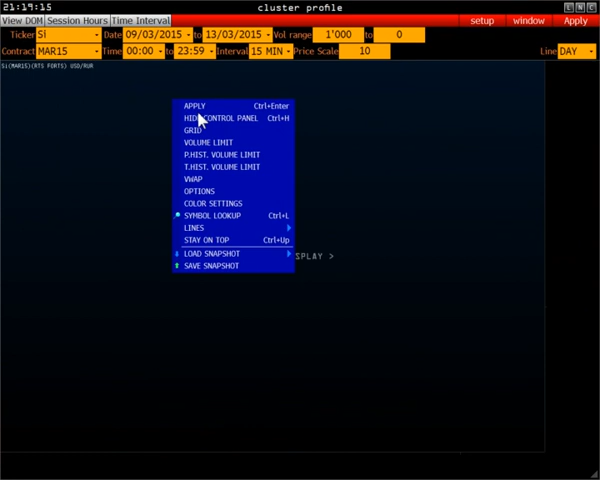 21:19:15 cluster profile L N C
View DOM Session Hours Time Interval setup window Apply
Ticker Si Date 09/03/2015 to 13/03/2015 Vol range 1'000 to 0
Contract MAR15 Time 00:00 to 23:59 Interval 15 MIN Price Scale 10 Line DAY
Si(MAR15)(RTS FORTS) USD/RUR
APPLY Ctrl+Enter
CONTROL PANEL Ctrl+H
GRID
VOLUME LIMIT
P.HIST. VOLUME LIMIT
T.HIST. VOLUME LIMIT
VWAP
OPTIONS
COLOR SETTINGS
SYMBOL LOOKUP Ctrl+L
LINES
STAY ON TOP Ctrl+Up
LOAD SNAPSHOT
SPLAY >
SAVE SNAPSHOT